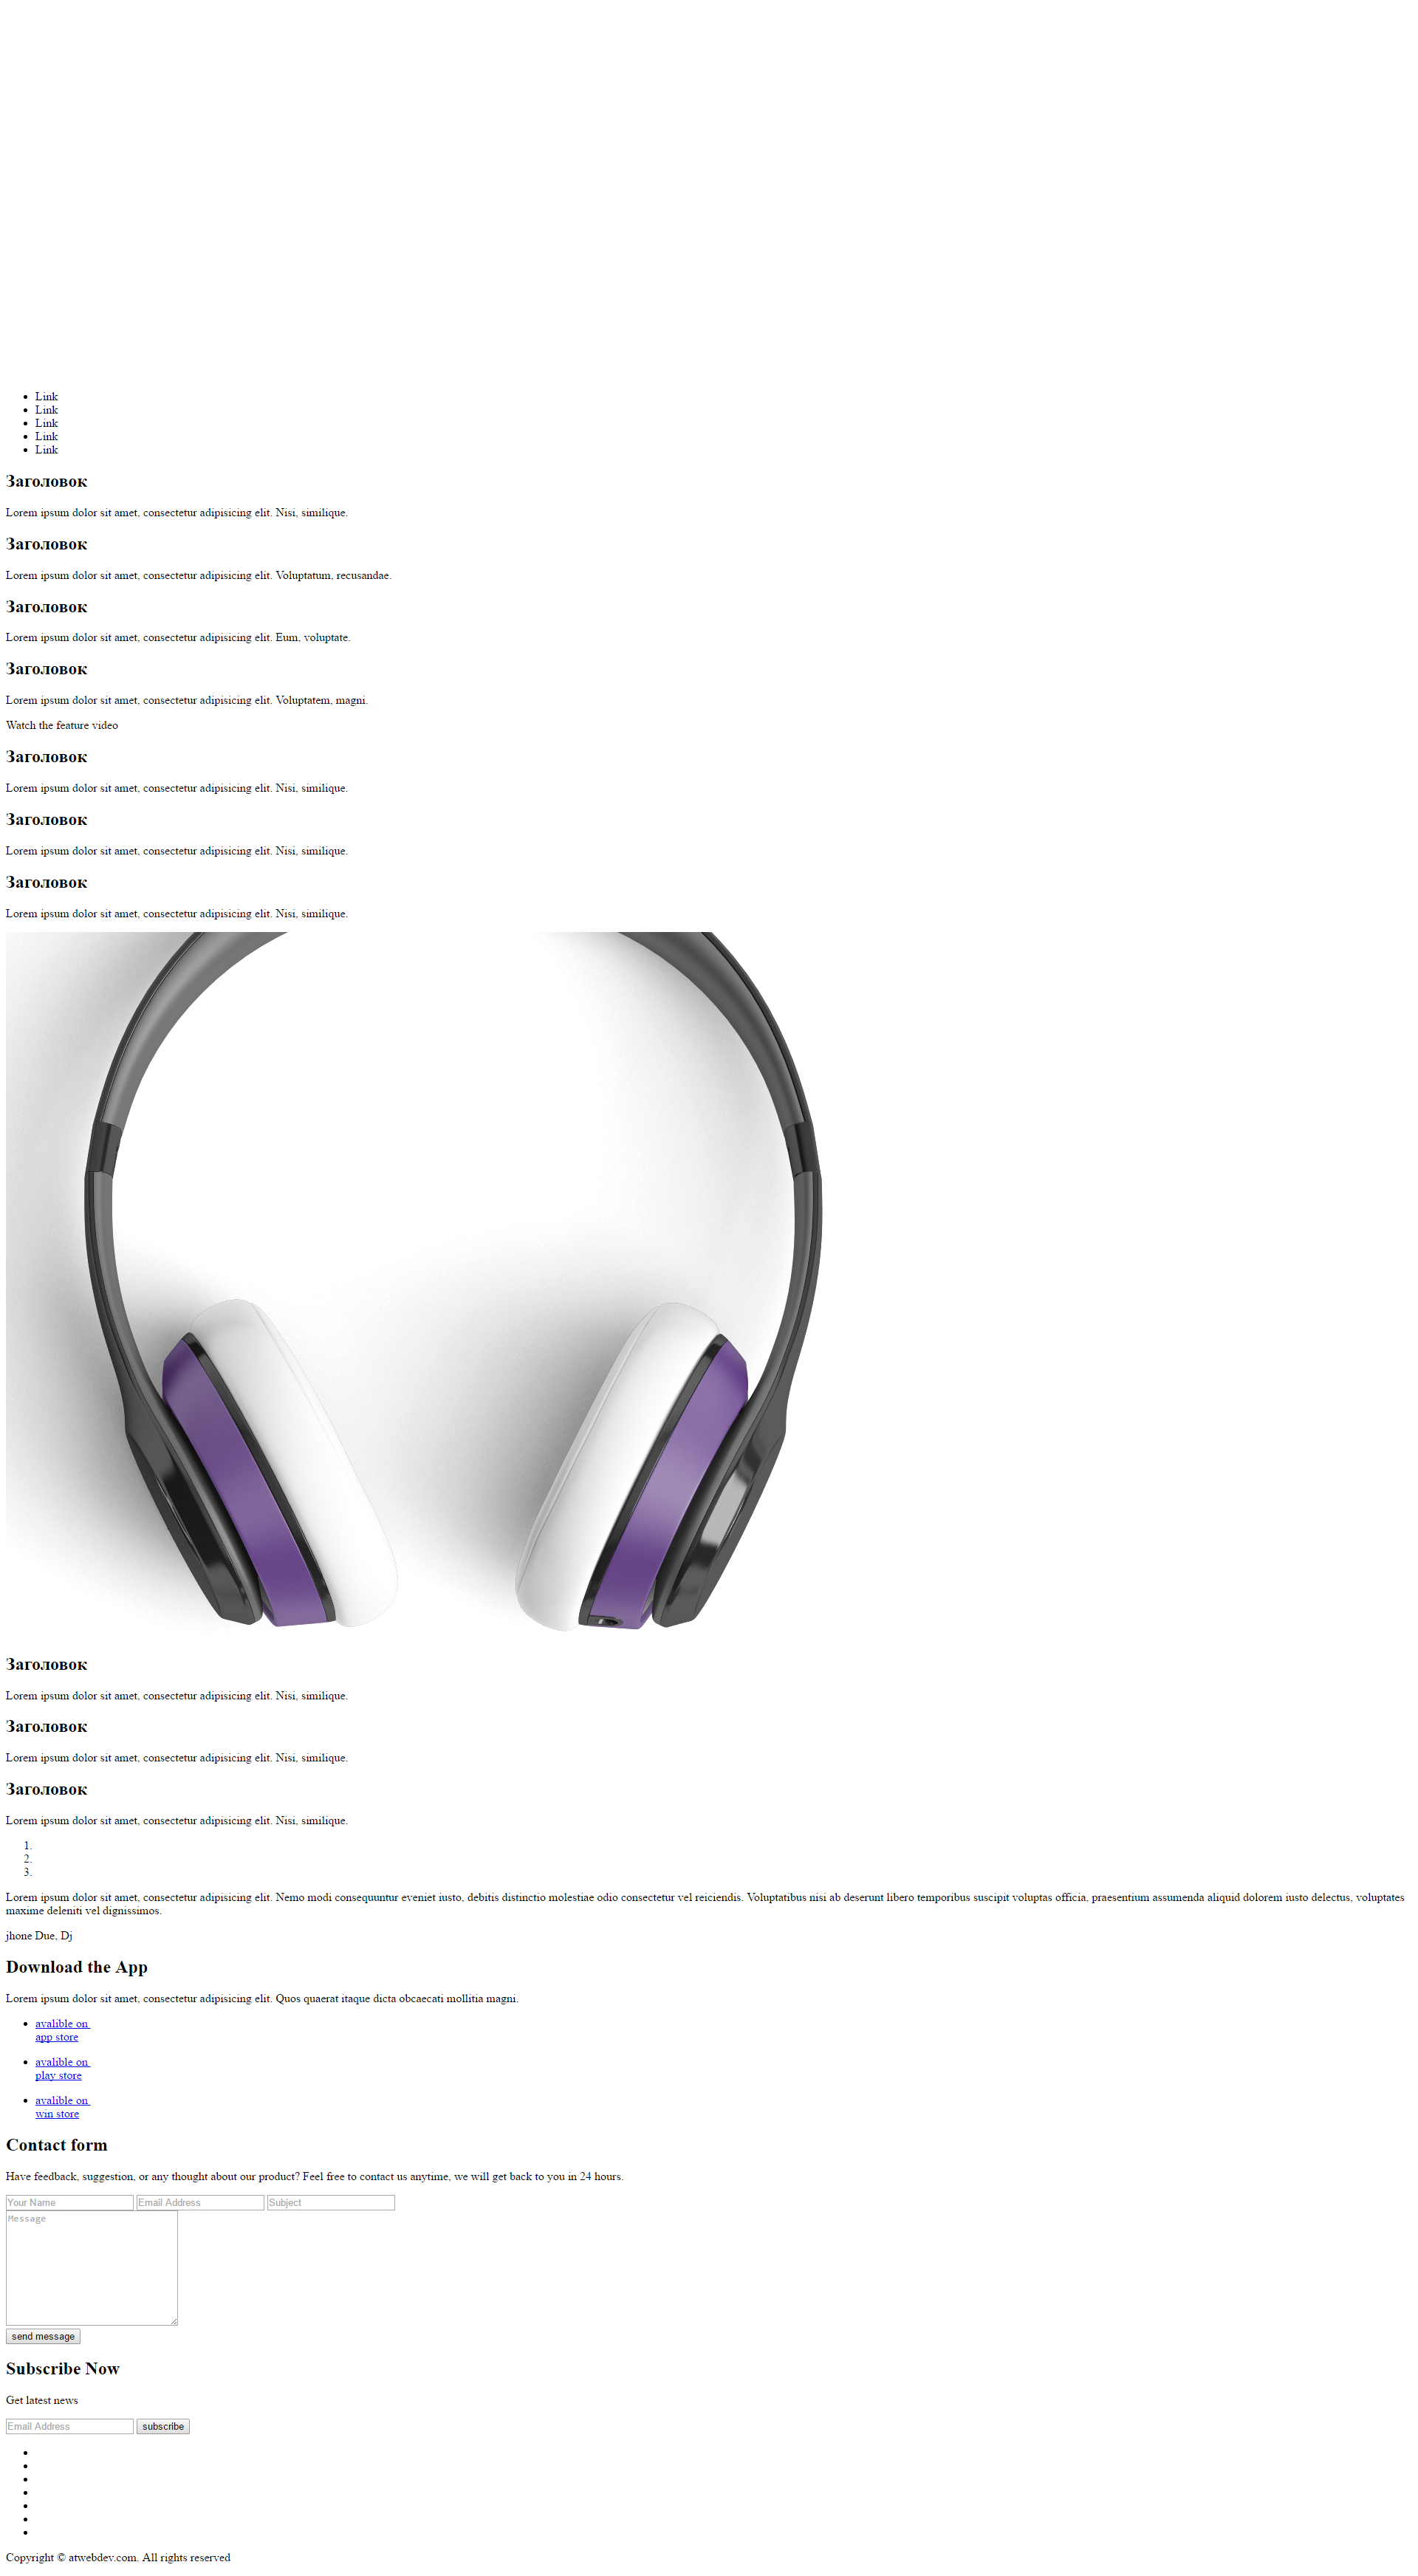 Link
Link
Link
Link
Link
Заголовок
Lorem ipsum dolor sit amet, consectetur adipisicing elit. Nisi, similique.
Заголовок
Lorem ipsum dolor sit amet, consectetur adipisicing elit. Voluptatum, recusandae.
Заголовок
Lorem ipsum dolor sit amet, consectetur adipisicing elit. Eum, voluptate.
Заголовок
Lorem ipsum dolor sit amet, consectetur adipisicing elit. Voluptatem, magni.
Watch the feature video
Заголовок
Lorem ipsum dolor sit amet, consectetur adipisicing elit. Nisi, similique.
Заголовок
Lorem ipsum dolor sit amet, consectetur adipisicing elit. Nisi, similique.
Заголовок
Lorem ipsum dolor sit amet, consectetur adipisicing elit. Nisi, similique.
Заголовок
Lorem ipsum dolor sit amet, consectetur adipisicing elit. Nisi, similique.
Заголовок
Lorem ipsum dolor sit amet, consectetur adipisicing elit. Nisi, similique.
Заголовок
Lorem ipsum dolor sit amet, consectetur adipisicing elit. Nisi, similique.
1.
2.
3.
Lorem ipsum dolor sit amet, consectetur adipisicing elit. Nemo modi consequuntur eveniet iusto, debitis distinctio molestiae odio consectetur vel reiciendis. Voluptatibus nisi ab deserunt libero temporibus suscipit voluptas officia, praesentium assumenda aliquid dolorem iusto delectus, voluptates
maxime deleniti vel dignissimos.
jhone Due, Dj
Download the App
Lorem ipsum dolor sit amet, consectetur adipisicing elit. Quos quaerat itaque dicta obcaecati mollitia magni.
avalible on
app store
avalible on
play store
avalible on
win store
Contact form
Have feedback, suggestion, or any thought about our product? Feel free to contact us anytime, we will get back to you in 24 hours.
Your Name Email Address Subject
Message
send message
Subscribe Now
Get latest news
Email Address subscribe
Copyright © atwebdev.com. All rights reserved